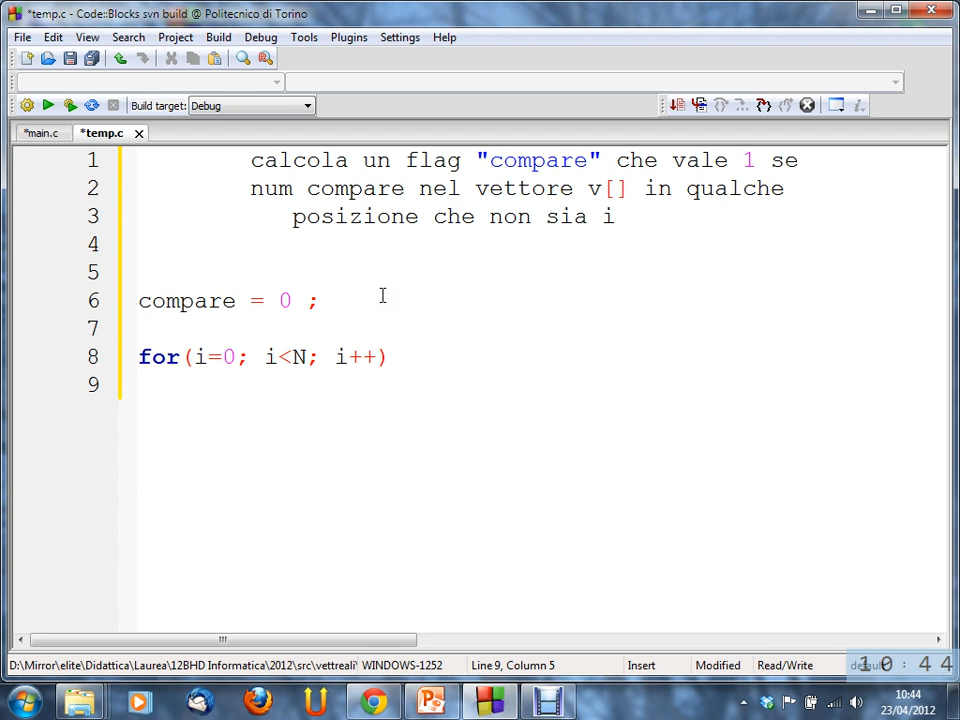 *temp.c - Code::Blocks svn build @ Politecnico di Torino
File Edit View Search Project Build Debug Tools Plugins Settings Help
Build target: Debug
*main.c *temp.c
1 calcola un flag "compare" che vale 1 se
2 num compare nel vettore v[] in qualche
3 posizione che non sia i
4
5
6 compare = 0 ;
7
8 for(i=0; i<N; i++)
9
D:\Mirror\elite\Didattica\Laurea\12BHD Informatica\2012\src\vettreali\ WINDOWS-1252 Line 9, Column 5 Insert Modified Read/Write default
10:44
10:44
23/04/2012